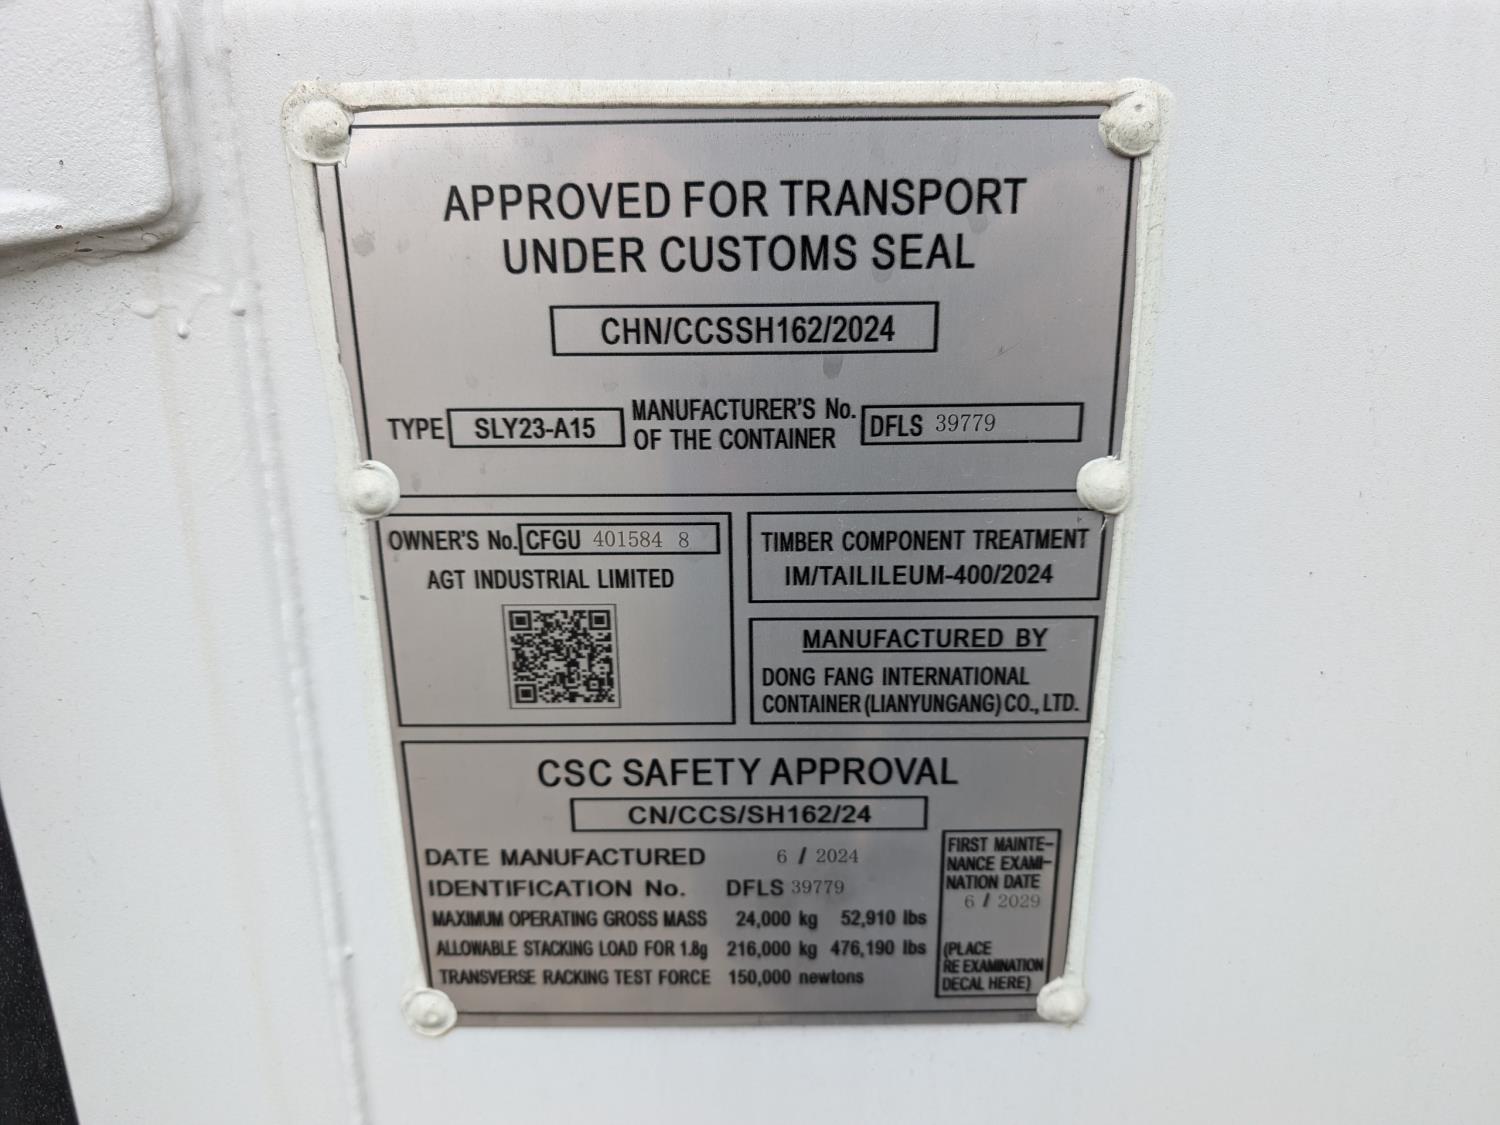 APPROVED FOR TRANSPORT
UNDER CUSTOMS SEAL
CHN/CCSSH162/2024
TYPE SLY23-A15 MANUFACTURER'S No.
OF THE CONTAINER DFLS 39779
OWNER'S No. CFGU 401584 8
AGT INDUSTRIAL LIMITED
TIMBER COMPONENT TREATMENT
IM/TAILILEUM-400/2024
MANUFACTURED BY
DONG FANG INTERNATIONAL
CONTAINER (LIANYUNGANG) CO., LTD.
CSC SAFETY APPROVAL
CN/CCS/SH162/24
DATE MANUFACTURED 6 / 2024
IDENTIFICATION No. DFLS 39779
MAXIMUM OPERATING GROSS MASS 24,000 kg 52,910 lbs
ALLOWABLE STACKING LOAD FOR 1.8g 216,000 kg 476,190 lbs
TRANSVERSE RACKING TEST FORCE 150,000 newtons
FIRST MAINTE-
NANCE EXAMI-
NATION DATE
6 / 2029
(PLACE
RE EXAMINATION
DECAL HERE)